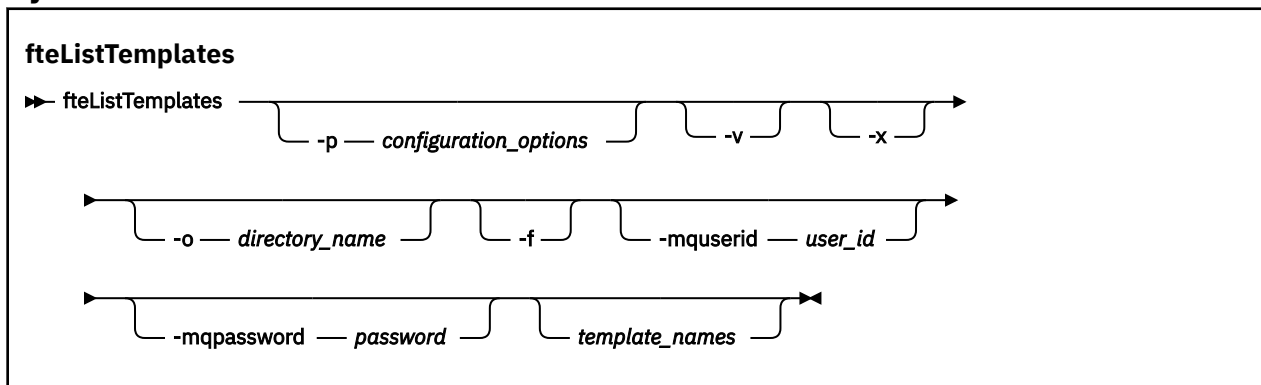 fteListTemplates
fteListTemplates
-p configuration_options -v -x
-o directory_name -f -mquserid user_id
-mqpassword password template_names